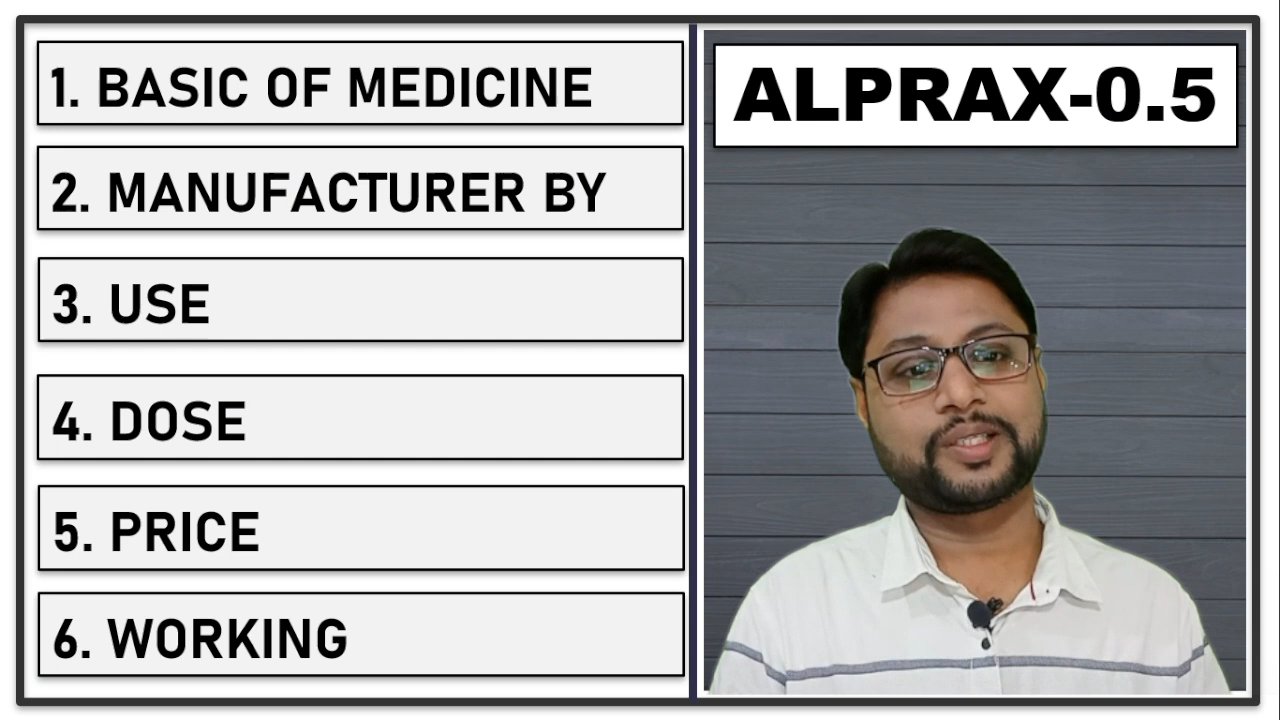 1. BASIC OF MEDICINE
2. MANUFACTURER BY
3. USE
4. DOSE
5. PRICE
6. WORKING
ALPRAX-0.5